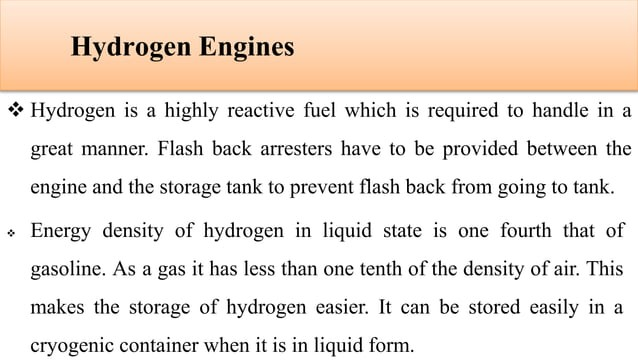 Hydrogen Engines
❖ Hydrogen is a highly reactive fuel which is required to handle in a
great manner. Flash back arresters have to be provided between the
engine and the storage tank to prevent flash back from going to tank.
❖ Energy density of hydrogen in liquid state is one fourth that of
gasoline. As a gas it has less than one tenth of the density of air. This
makes the storage of hydrogen easier. It can be stored easily in a
cryogenic container when it is in liquid form.